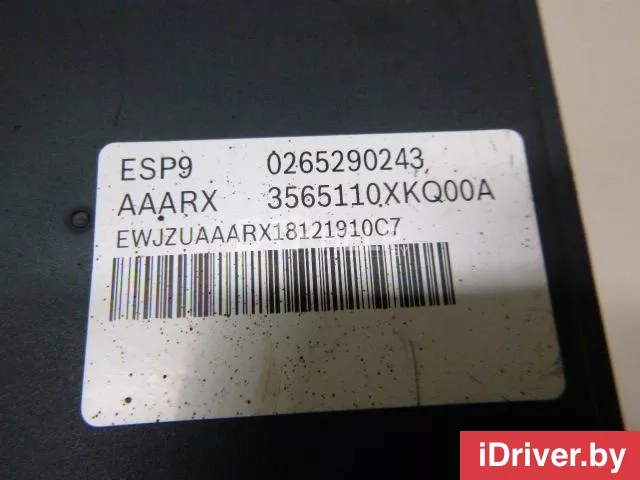 ESP9 0265290243
AAARX 3565110XKQ00A
EWJZUAAARX18121910C7
iDriver.by